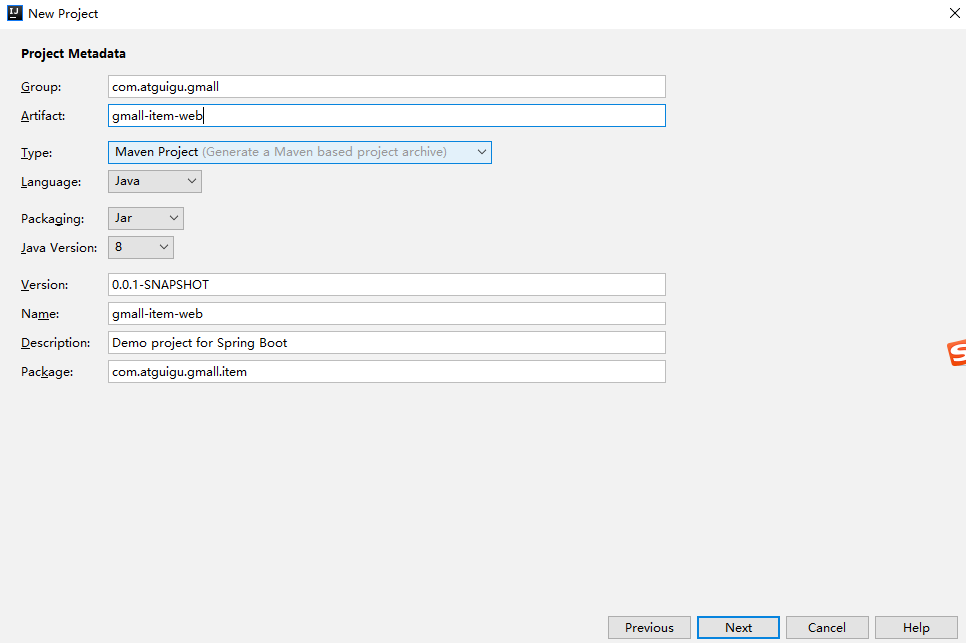 IJ New Project
Project Metadata
Group: com.atguigu.gmall
Artifact: gmall-item-web
Type: Maven Project (Generate a Maven based project archive)
Language: Java
Packaging: Jar
Java Version: 8
Version: 0.0.1-SNAPSHOT
Name: gmall-item-web
Description: Demo project for Spring Boot
Package: com.atguigu.gmall.item
Previous Next Cancel Help